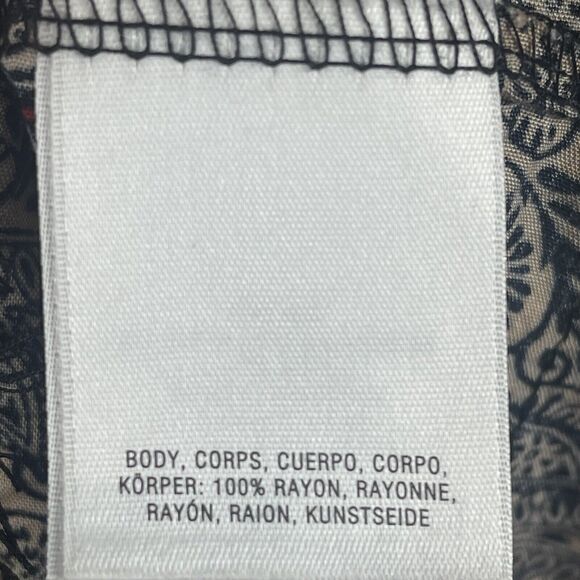 BODY, CORPS, CUERPO, CORPO,
KÖRPER: 100% RAYON, RAYONNE,
RAYÓN, RAION, KUNSTSEIDE